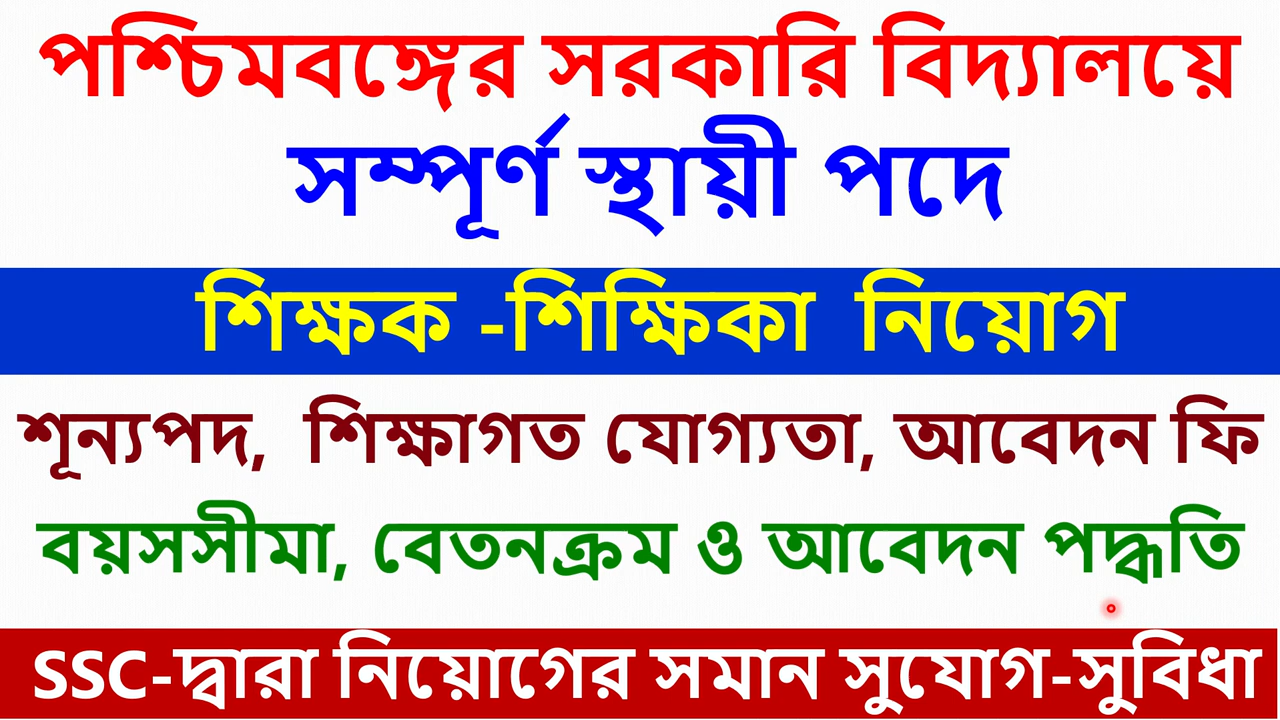 পশ্চিমবঙ্গের সরকারি বিদ্যালয়ে
সম্পূর্ণ স্থায়ী পদে
শিক্ষক -শিক্ষিকা নিয়োগ
শূন্যপদ, শিক্ষাগত যোগ্যতা, আবেদন ফি
বয়সসীমা, বেতনক্রম ও আবেদন পদ্ধতি
SSC-দ্বারা নিয়োগের সমান সুযোগ-সুবিধা